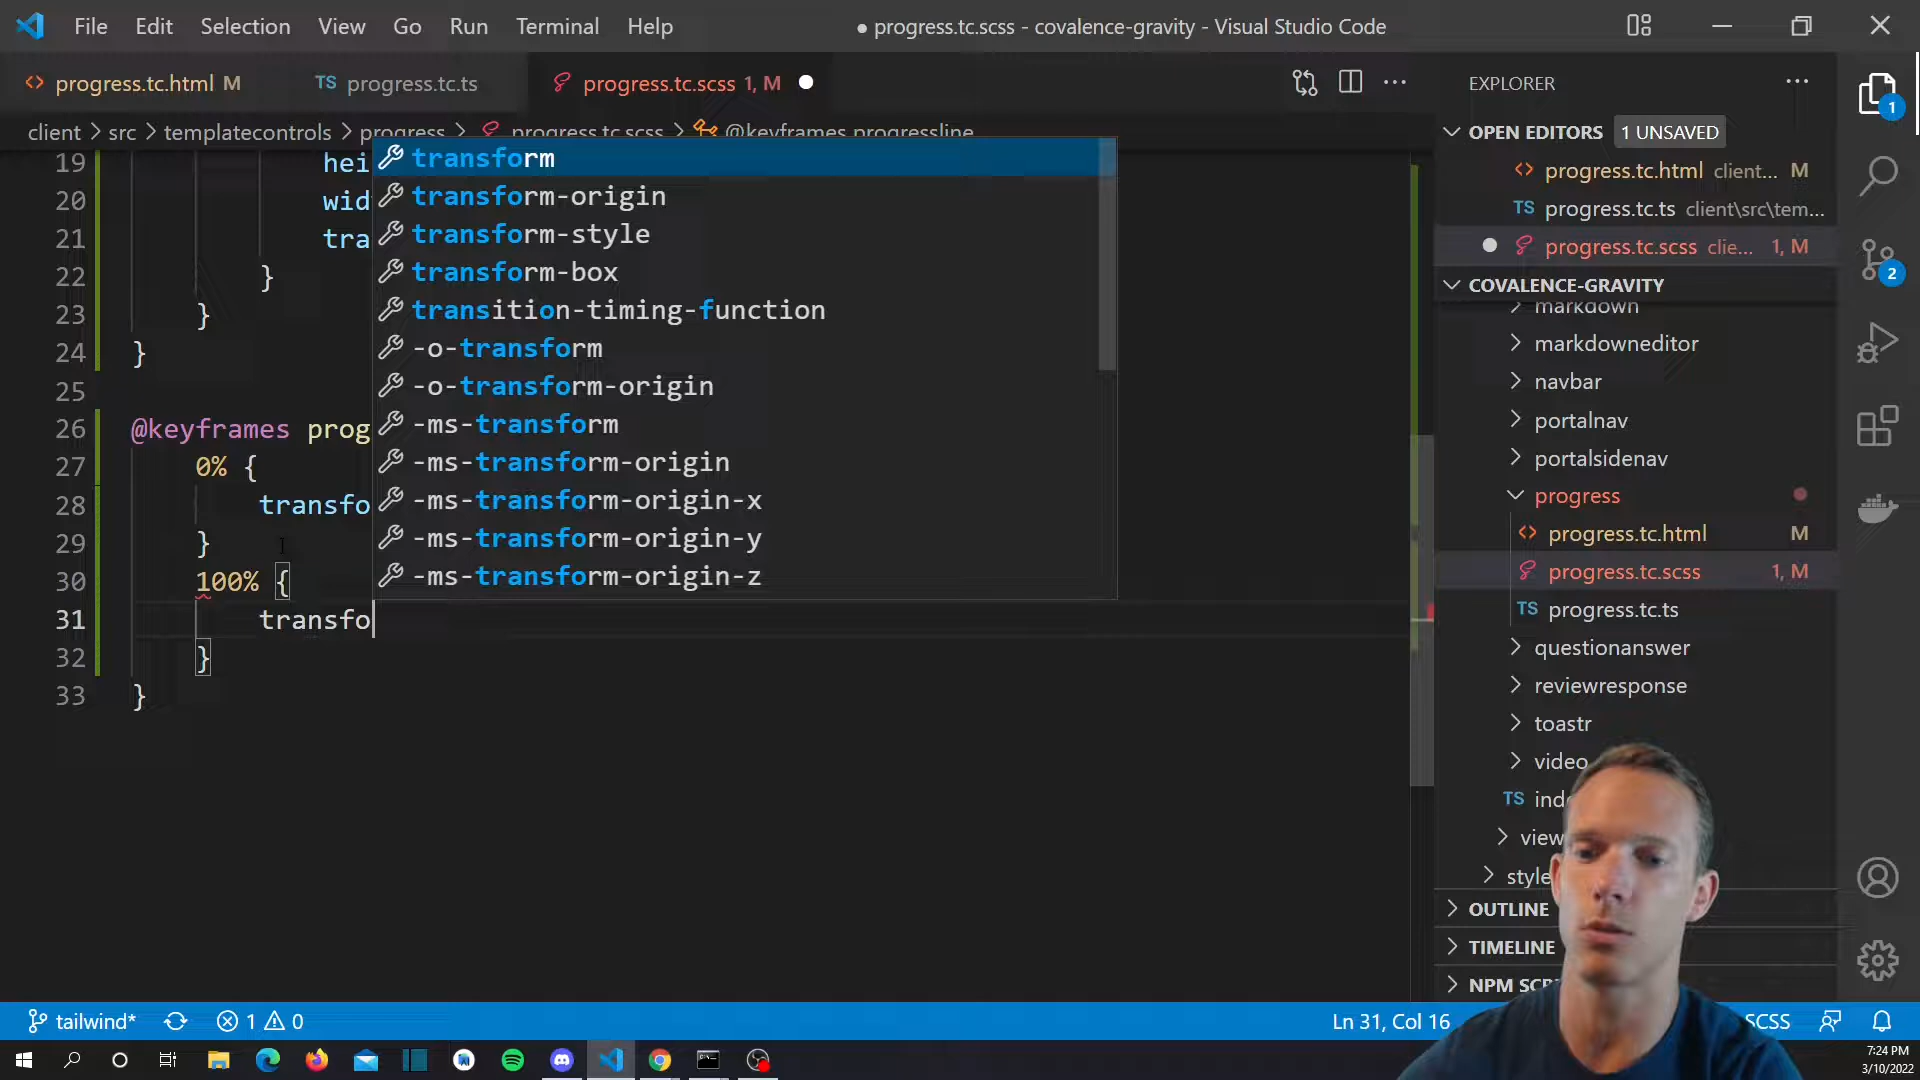 File Edit Selection View Go Run Terminal Help
● progress.tc.scss - covalence-gravity - Visual Studio Code
progress.tc.html M
TS progress.tc.ts
progress.tc.scss 1, M
client > src > templatecontrols > progress > progress.tc.scss > @keyframes progressline
19 hei
20 wid
21 tra
22 }
23 }
24 }
25
26 @keyframes prog
27 0% {
28 transfo
29 }
30 100% {
31 transfo
32 }
33 }
transform
transform-origin
transform-style
transform-box
transition-timing-function
-o-transform
-o-transform-origin
-ms-transform
-ms-transform-origin
-ms-transform-origin-x
-ms-transform-origin-y
-ms-transform-origin-z
EXPLORER
OPEN EDITORS 1 UNSAVED
progress.tc.html client... M
TS progress.tc.ts client\src\tem...
progress.tc.scss clie... 1, M
COVALENCE-GRAVITY
markdown
markdowneditor
navbar
portalnav
portalsidenav
progress
progress.tc.html M
progress.tc.scss 1, M
TS progress.tc.ts
questionanswer
reviewresponse
toastr
video
TS ind
view
style
OUTLINE
TIMELINE
NPM SCR
1
2
tailwind* 1 0
Ln 31, Col 16
SCSS
7:24 PM
3/10/2022